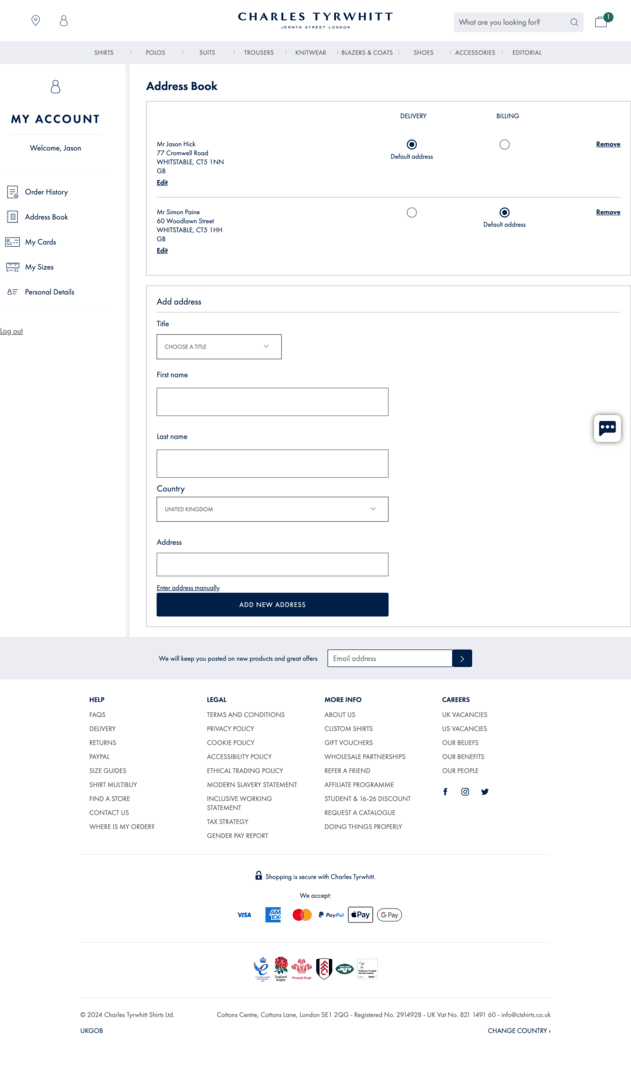 CHARLES TYRWHITT
JERMYN STREET LONDON
What are you looking for?
1
SHIRTS
POLOS
SUITS
TROUSERS
KNITWEAR
BLAZERS & COATS
SHOES
ACCESSORIES
EDITORIAL
MY ACCOUNT
Welcome, Jason
Order History
Address Book
My Cards
My Sizes
Personal Details
Log out
Address Book
DELIVERY
BILLING
Mr Jason Hick
77 Cromwell Road
WHITSTABLE, CT5 1NN
GB
Edit
Default address
Remove
Mr Simon Paine
60 Woodlawn Street
WHITSTABLE, CT5 1HH
GB
Edit
Default address
Remove
Add address
Title
CHOOSE A TITLE
First name
Last name
Country
UNITED KINGDOM
Address
Enter address manually
ADD NEW ADDRESS
We will keep you posted on new products and great offers
Email address
HELP
FAQS
DELIVERY
RETURNS
PAYPAL
SIZE GUIDES
SHIRT MULTIBUY
FIND A STORE
CONTACT US
WHERE IS MY ORDER?
LEGAL
TERMS AND CONDITIONS
PRIVACY POLICY
COOKIE POLICY
ACCESSIBILITY POLICY
ETHICAL TRADING POLICY
MODERN SLAVERY STATEMENT
INCLUSIVE WORKING
STATEMENT
TAX STRATEGY
GENDER PAY REPORT
MORE INFO
ABOUT US
CUSTOM SHIRTS
GIFT VOUCHERS
WHOLESALE PARTNERSHIPS
REFER A FRIEND
AFFILIATE PROGRAMME
STUDENT & 16-26 DISCOUNT
REQUEST A CATALOGUE
DOING THINGS PROPERLY
CAREERS
UK VACANCIES
US VACANCIES
OUR BELIEFS
OUR BENEFITS
OUR PEOPLE
Shopping is secure with Charles Tyrwhitt.
We accept:
VISA
AMEX
PayPal
Pay
G Pay
England
Rugby
Prince's Trust
© 2024 Charles Tyrwhitt Shirts Ltd.
Cottons Centre, Cottons Lane, London SE1 2QG - Registered No. 2914928 - UK Vat No. 821 1491 60 - info@ctshirts.co.uk
UKGOB
CHANGE COUNTRY ›